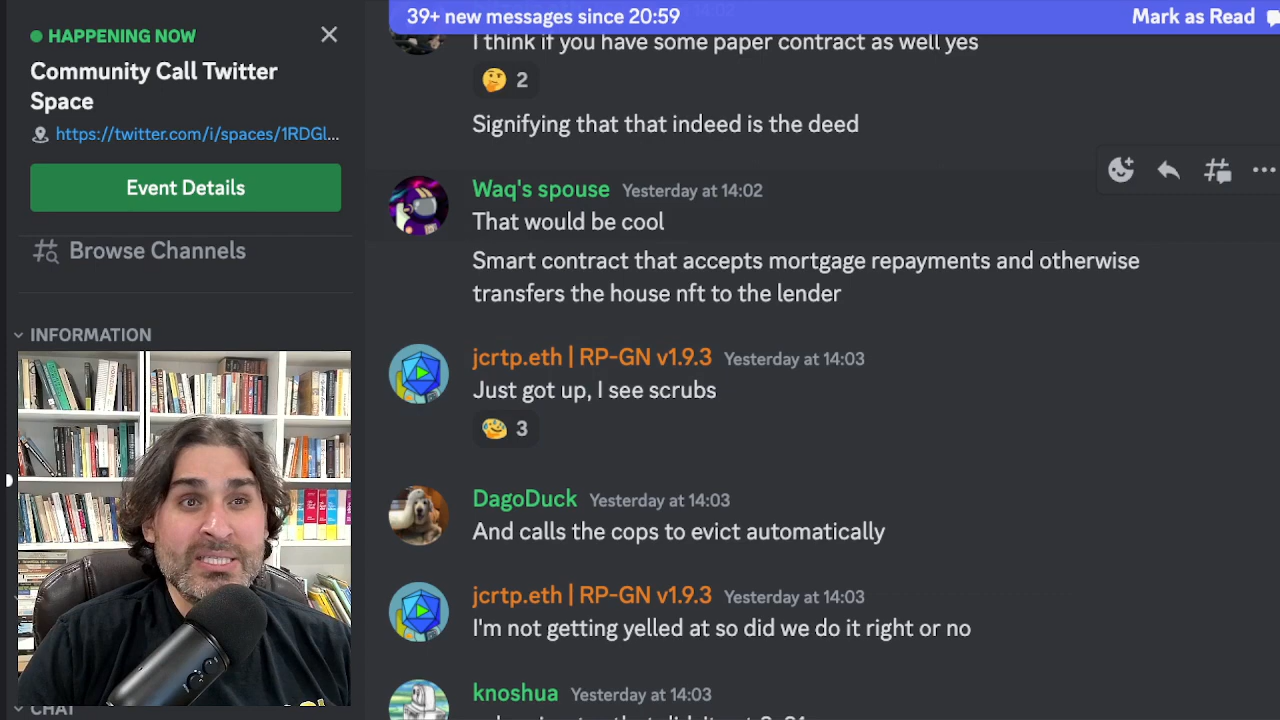 HAPPENING NOW
Community Call Twitter
Space
https://twitter.com/i/spaces/1RDGl...
Event Details
Browse Channels
INFORMATION
CHAT
39+ new messages since 20:59
Mark as Read
I think if you have some paper contract as well yes
2
Signifying that that indeed is the deed
Waq's spouse Yesterday at 14:02
That would be cool
Smart contract that accepts mortgage repayments and otherwise
transfers the house nft to the lender
jcrtp.eth | RP-GN v1.9.3 Yesterday at 14:03
Just got up, I see scrubs
3
DagoDuck Yesterday at 14:03
And calls the cops to evict automatically
jcrtp.eth | RP-GN v1.9.3 Yesterday at 14:03
I'm not getting yelled at so did we do it right or no
knoshua Yesterday at 14:03